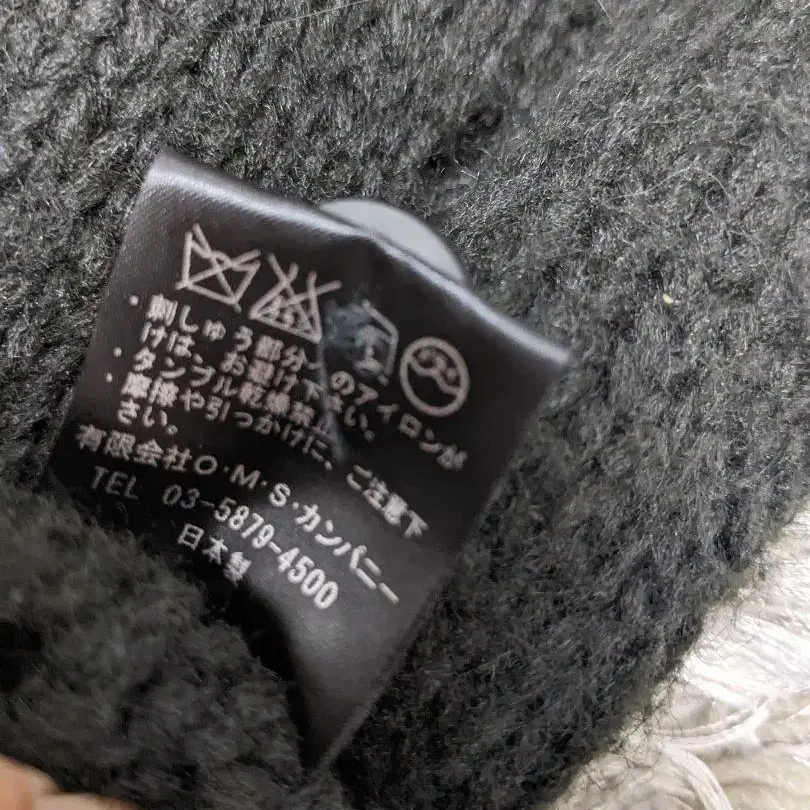 ・刺しゅう部分へのアイロンが
けは、お避け下さい。
・タンブル乾燥禁止
・摩擦や引っかけに、ご注意下
さい。
有限会社O・M・S・カンパニー
TEL 03-5879-4500
日本製